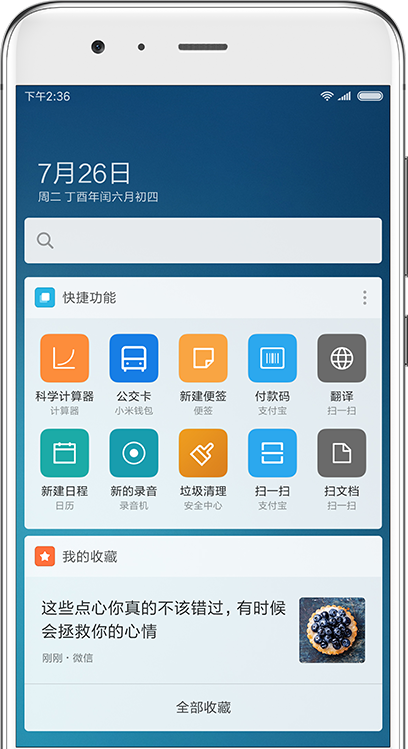 下午2:36
7月26日
周二 丁酉年闰六月初四
快捷功能
科学计算器 公交卡 新建便签 付款码 翻译
计算器 小米钱包 便签 支付宝 扫一扫
新建日程 新的录音 垃圾清理 扫一扫 扫文档
日历 录音机 安全中心 支付宝 扫一扫
我的收藏
这些点心你真的不该错过，有时候
会拯救你的心情
刚刚·微信
全部收藏